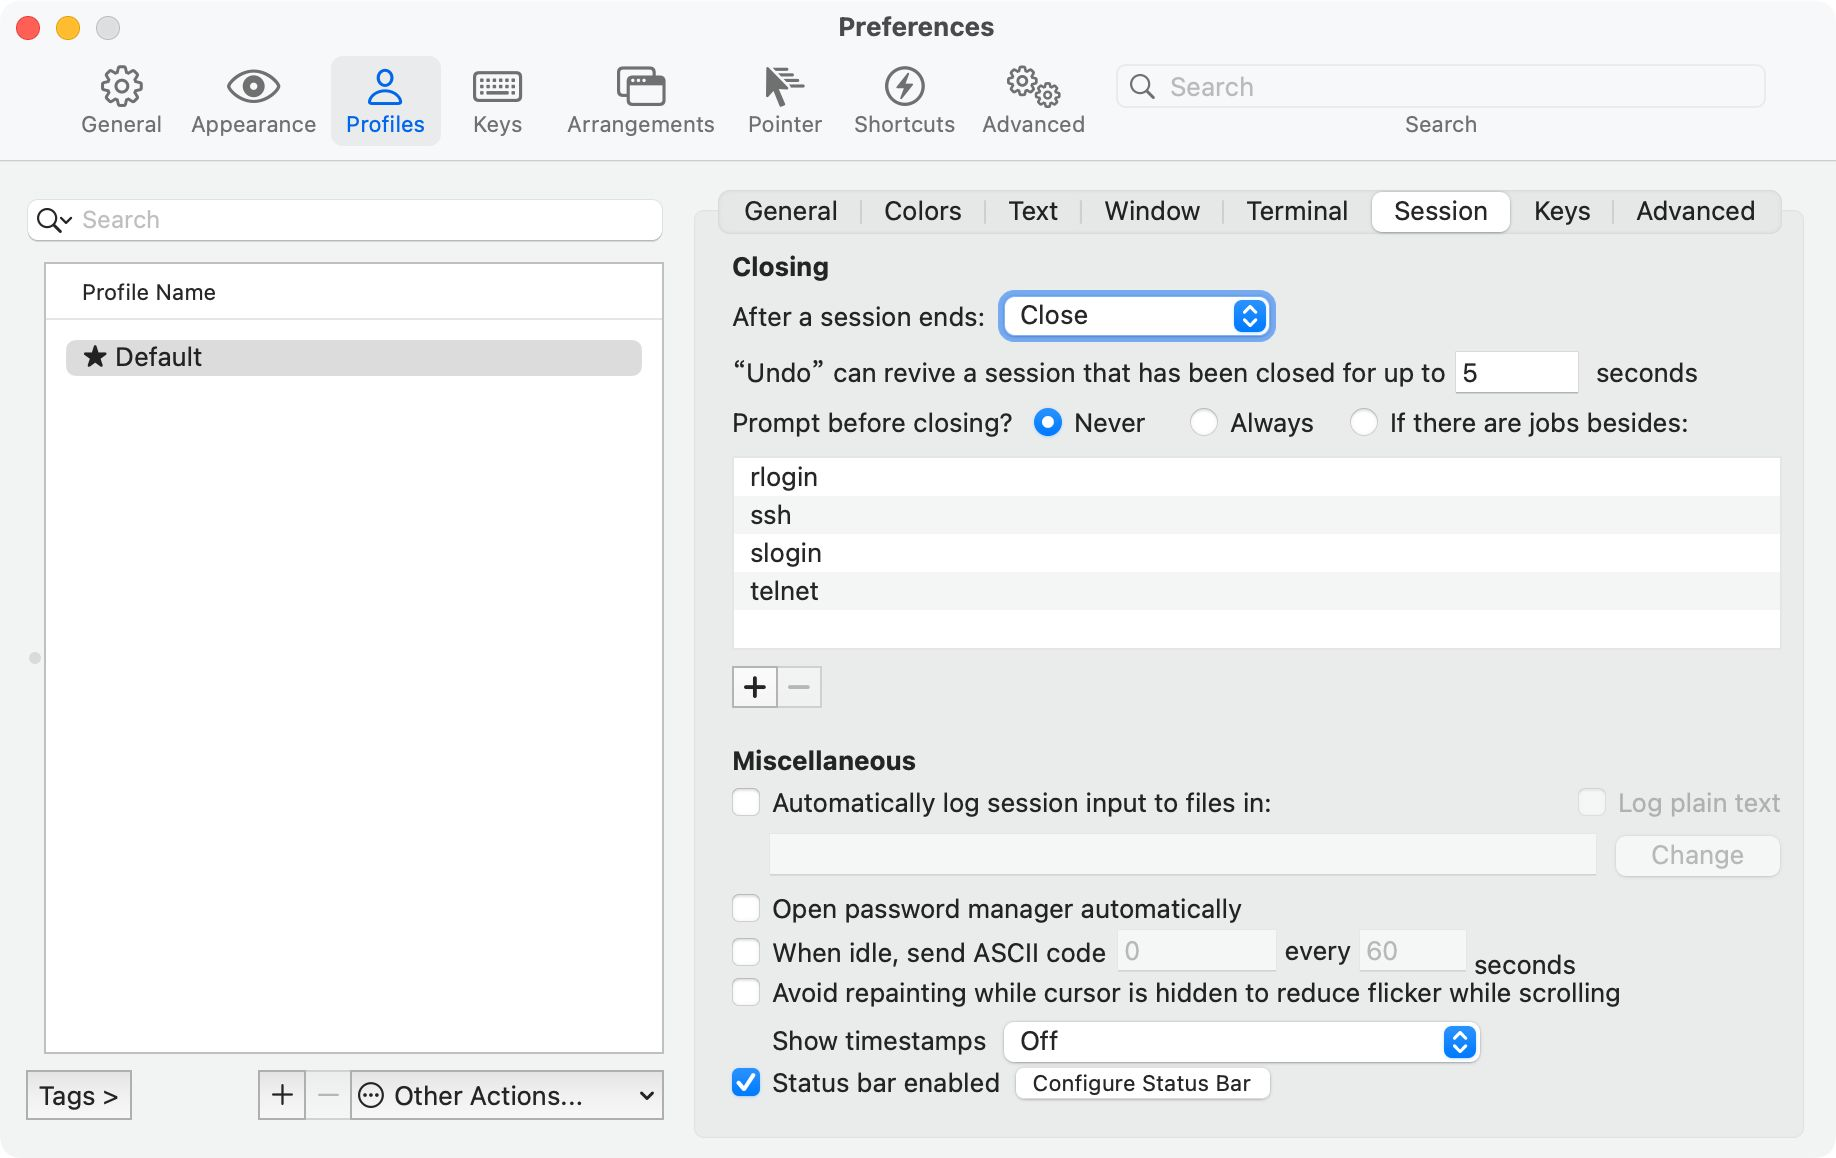 Preferences
General
Appearance
Profiles
Keys
Arrangements
Pointer
Shortcuts
Advanced
Search
Search
Search
Profile Name
★ Default
Tags >
Other Actions...
General
Colors
Text
Window
Terminal
Session
Keys
Advanced
Closing
After a session ends: Close
“Undo” can revive a session that has been closed for up to 5 seconds
Prompt before closing? Never Always If there are jobs besides:
rlogin
ssh
slogin
telnet
Miscellaneous
Automatically log session input to files in: Log plain text
Change
Open password manager automatically
When idle, send ASCII code 0 every 60 seconds
Avoid repainting while cursor is hidden to reduce flicker while scrolling
Show timestamps Off
Status bar enabled Configure Status Bar